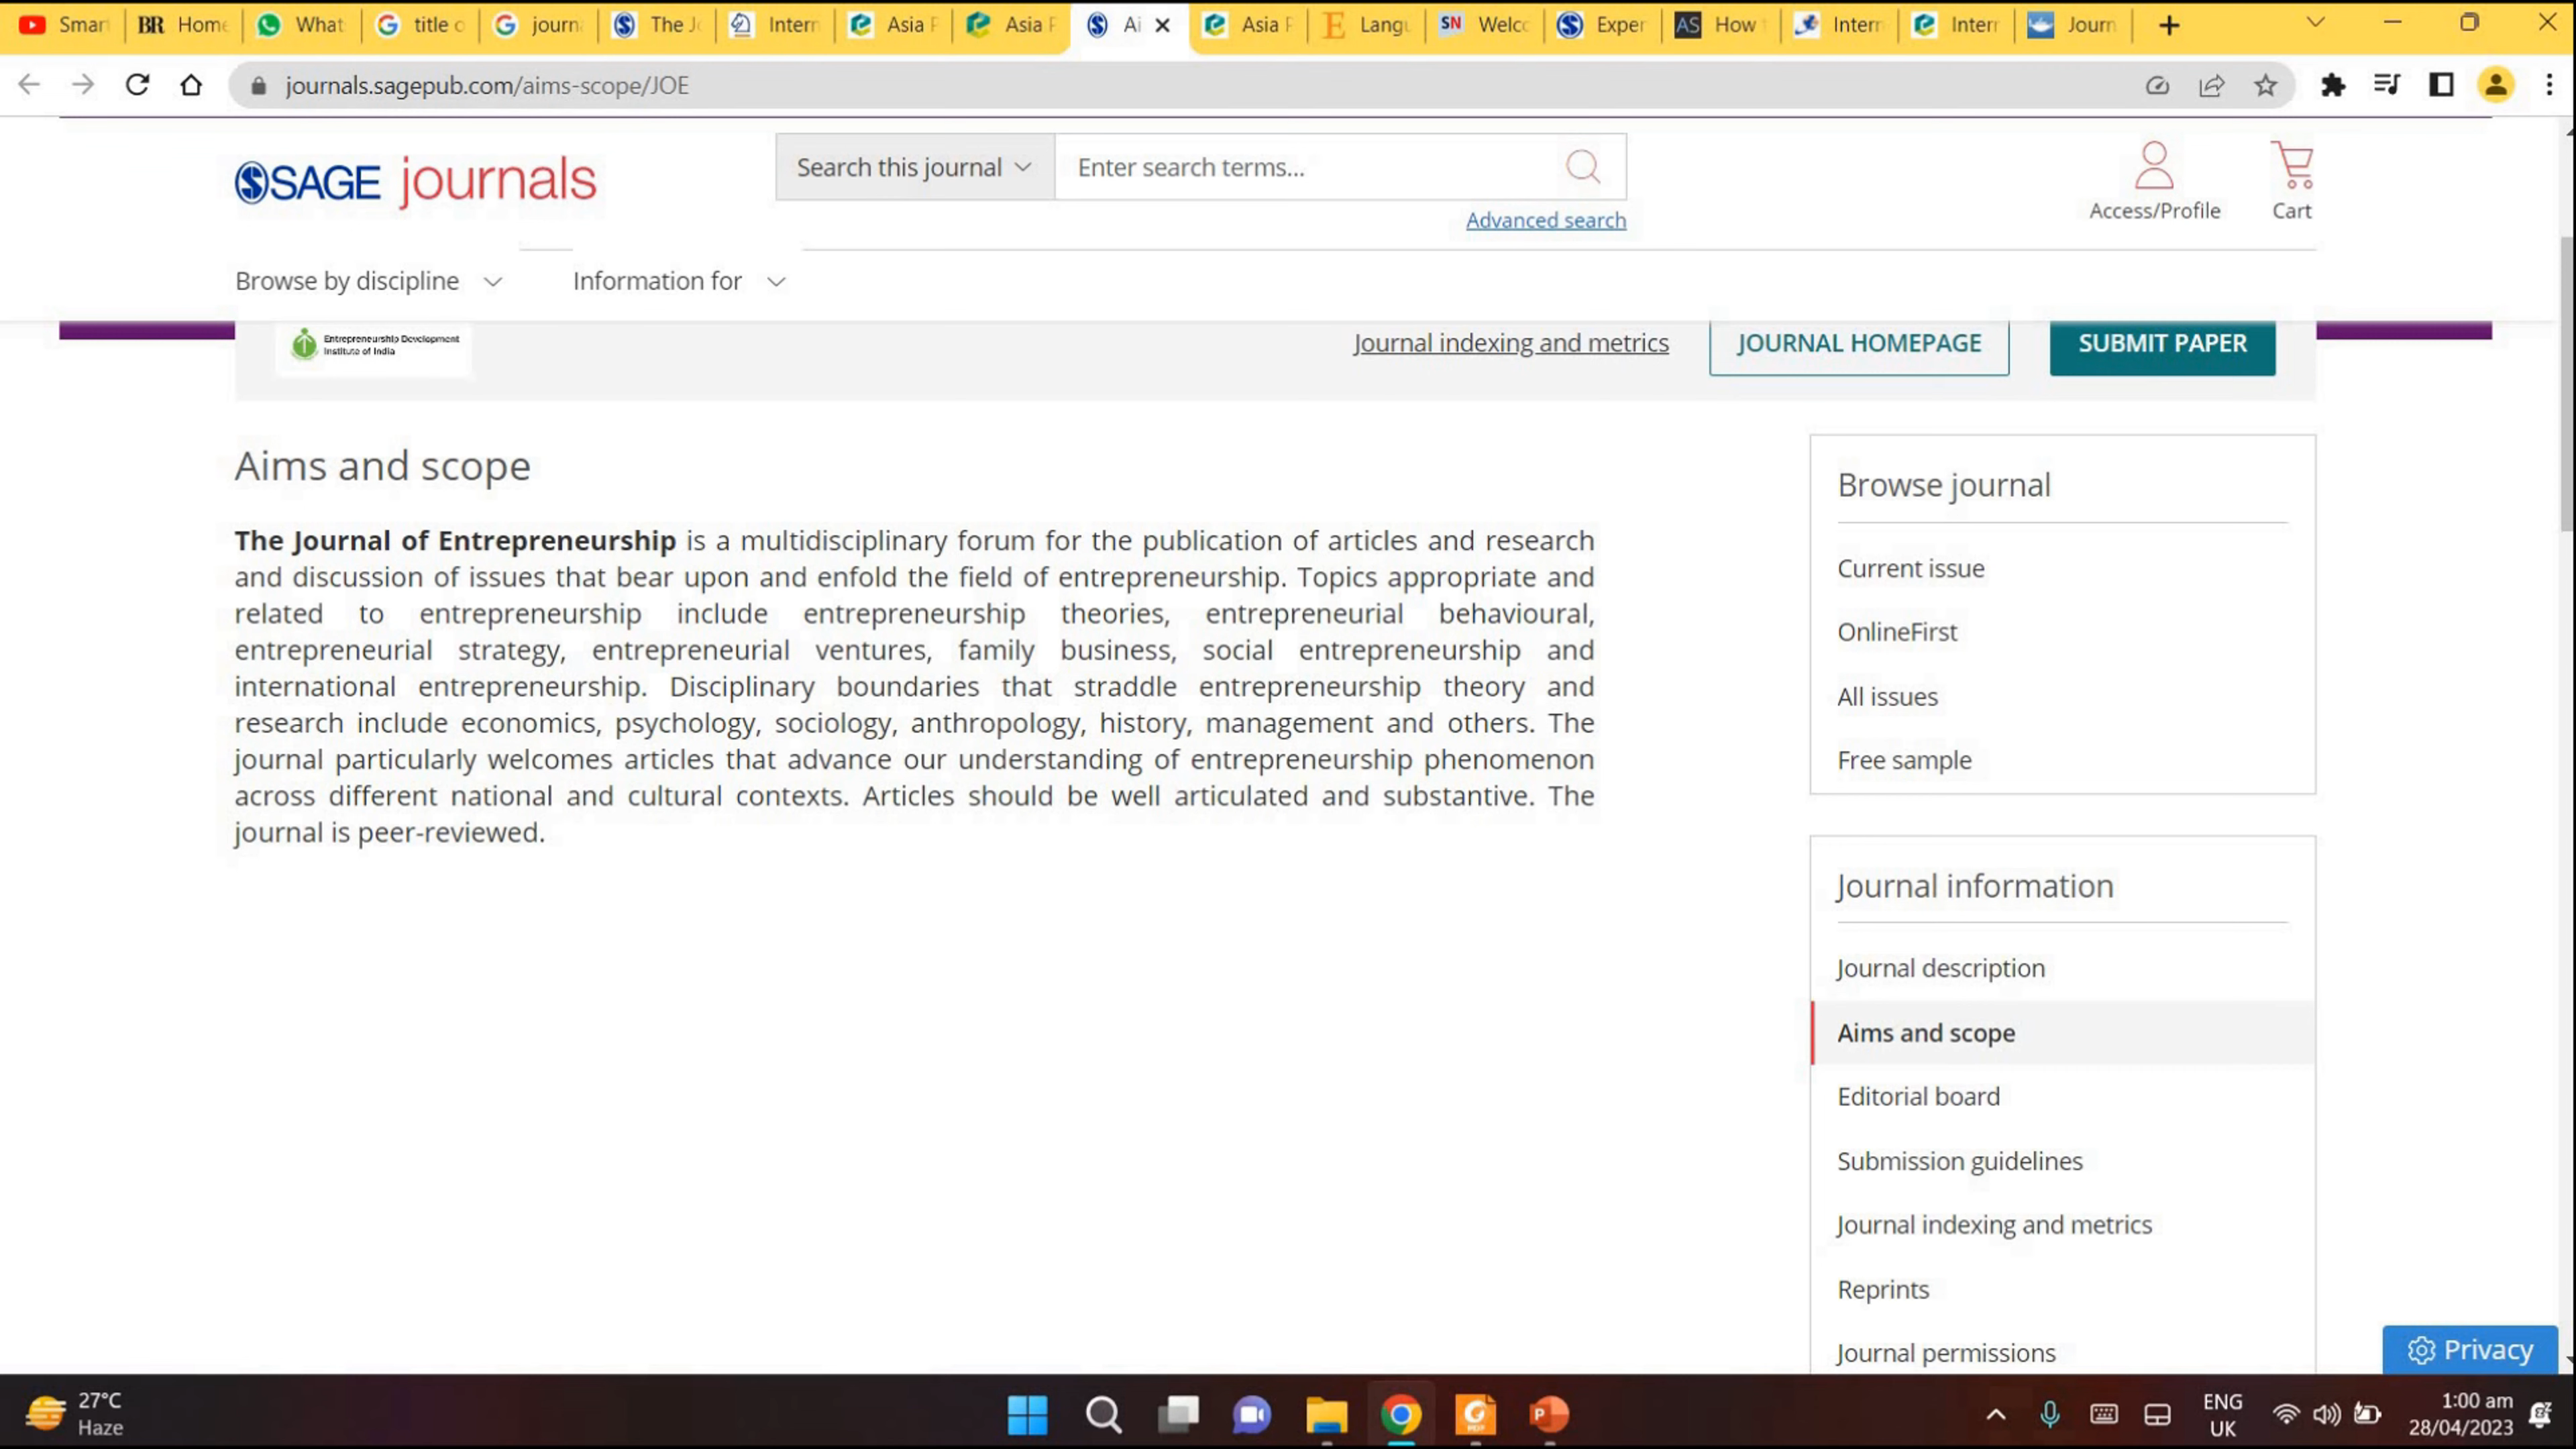 Smar
BR Home
What
title o
journ
The Jo
Intern
Asia P
Asia P
Ai
Asia P
Langu
SN Welco
Exper
AS How t
Intern
Intern
Journ
journals.sagepub.com/aims-scope/JOE
SAGE journals
Search this journal
Enter search terms...
Advanced search
Access/Profile
Cart
Browse by discipline
Information for
Entrepreneurship Development
Institute of India
Journal indexing and metrics
JOURNAL HOMEPAGE
SUBMIT PAPER
Aims and scope
The Journal of Entrepreneurship is a multidisciplinary forum for the publication of articles and research
and discussion of issues that bear upon and enfold the field of entrepreneurship. Topics appropriate and
related to entrepreneurship include entrepreneurship theories, entrepreneurial behavioural,
entrepreneurial strategy, entrepreneurial ventures, family business, social entrepreneurship and
international entrepreneurship. Disciplinary boundaries that straddle entrepreneurship theory and
research include economics, psychology, sociology, anthropology, history, management and others. The
journal particularly welcomes articles that advance our understanding of entrepreneurship phenomenon
across different national and cultural contexts. Articles should be well articulated and substantive. The
journal is peer-reviewed.
Browse journal
Current issue
OnlineFirst
All issues
Free sample
Journal information
Journal description
Aims and scope
Editorial board
Submission guidelines
Journal indexing and metrics
Reprints
Journal permissions
Privacy
27°C
Haze
ENG
UK
1:00 am
28/04/2023